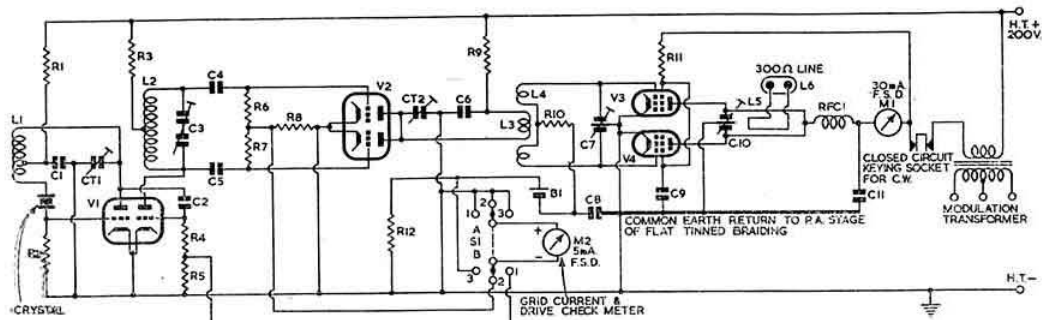 H.T.+
200V.
R1
R3
L2
C4
R9
R11
300Ω LINE
L6
30mA.
F.S.D.
M1
V2
CT2
C6
L4
V3
L5
RFC1
L1
C3
R6
R8
R7
L3
R10
C7
V4
C10
C1
CT1
C5
C2
V1
B1
C8
C9
C11
CLOSED CIRCUIT
KEYING SOCKET
FOR C.W.
COMMON EARTH RETURN TO P.A. STAGE
OF FLAT TINNED BRAIDING
MODULATION
TRANSFORMER
R2
R4
R5
R12
1
2
3
A
S1
B
+
-
M2
5mA.
F.S.D.
3
2
1
CRYSTAL
GRID CURRENT &
DRIVE CHECK METER
H.T.-